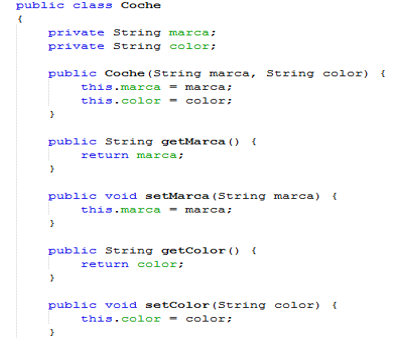 public class Coche
{
    private String marca;
    private String color;

    public Coche(String marca, String color) {
        this.marca = marca;
        this.color = color;
    }

    public String getMarca() {
        return marca;
    }

    public void setMarca(String marca) {
        this.marca = marca;
    }

    public String getColor() {
        return color;
    }

    public void setColor(String color) {
        this.color = color;
    }